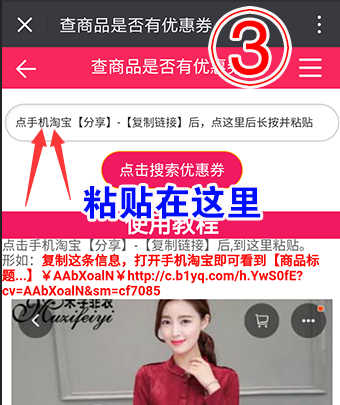 查商品是否有优惠券
③
查商品是否有优惠
点手机淘宝【分享】-【复制链接】后，点这里后长按并粘贴
点击搜索优惠券
粘贴在这里
使用教程
点击手机淘宝【分享】-【复制链接】后,到这里粘贴。
形如：复制这条信息，打开手机淘宝即可看到【商品标
题...】￥AAbXoalN￥http://c.b1yq.com/h.YwS0fE?
cv=AAbXoalN&sm=cf7085
木子非衣
Muzifeiyi